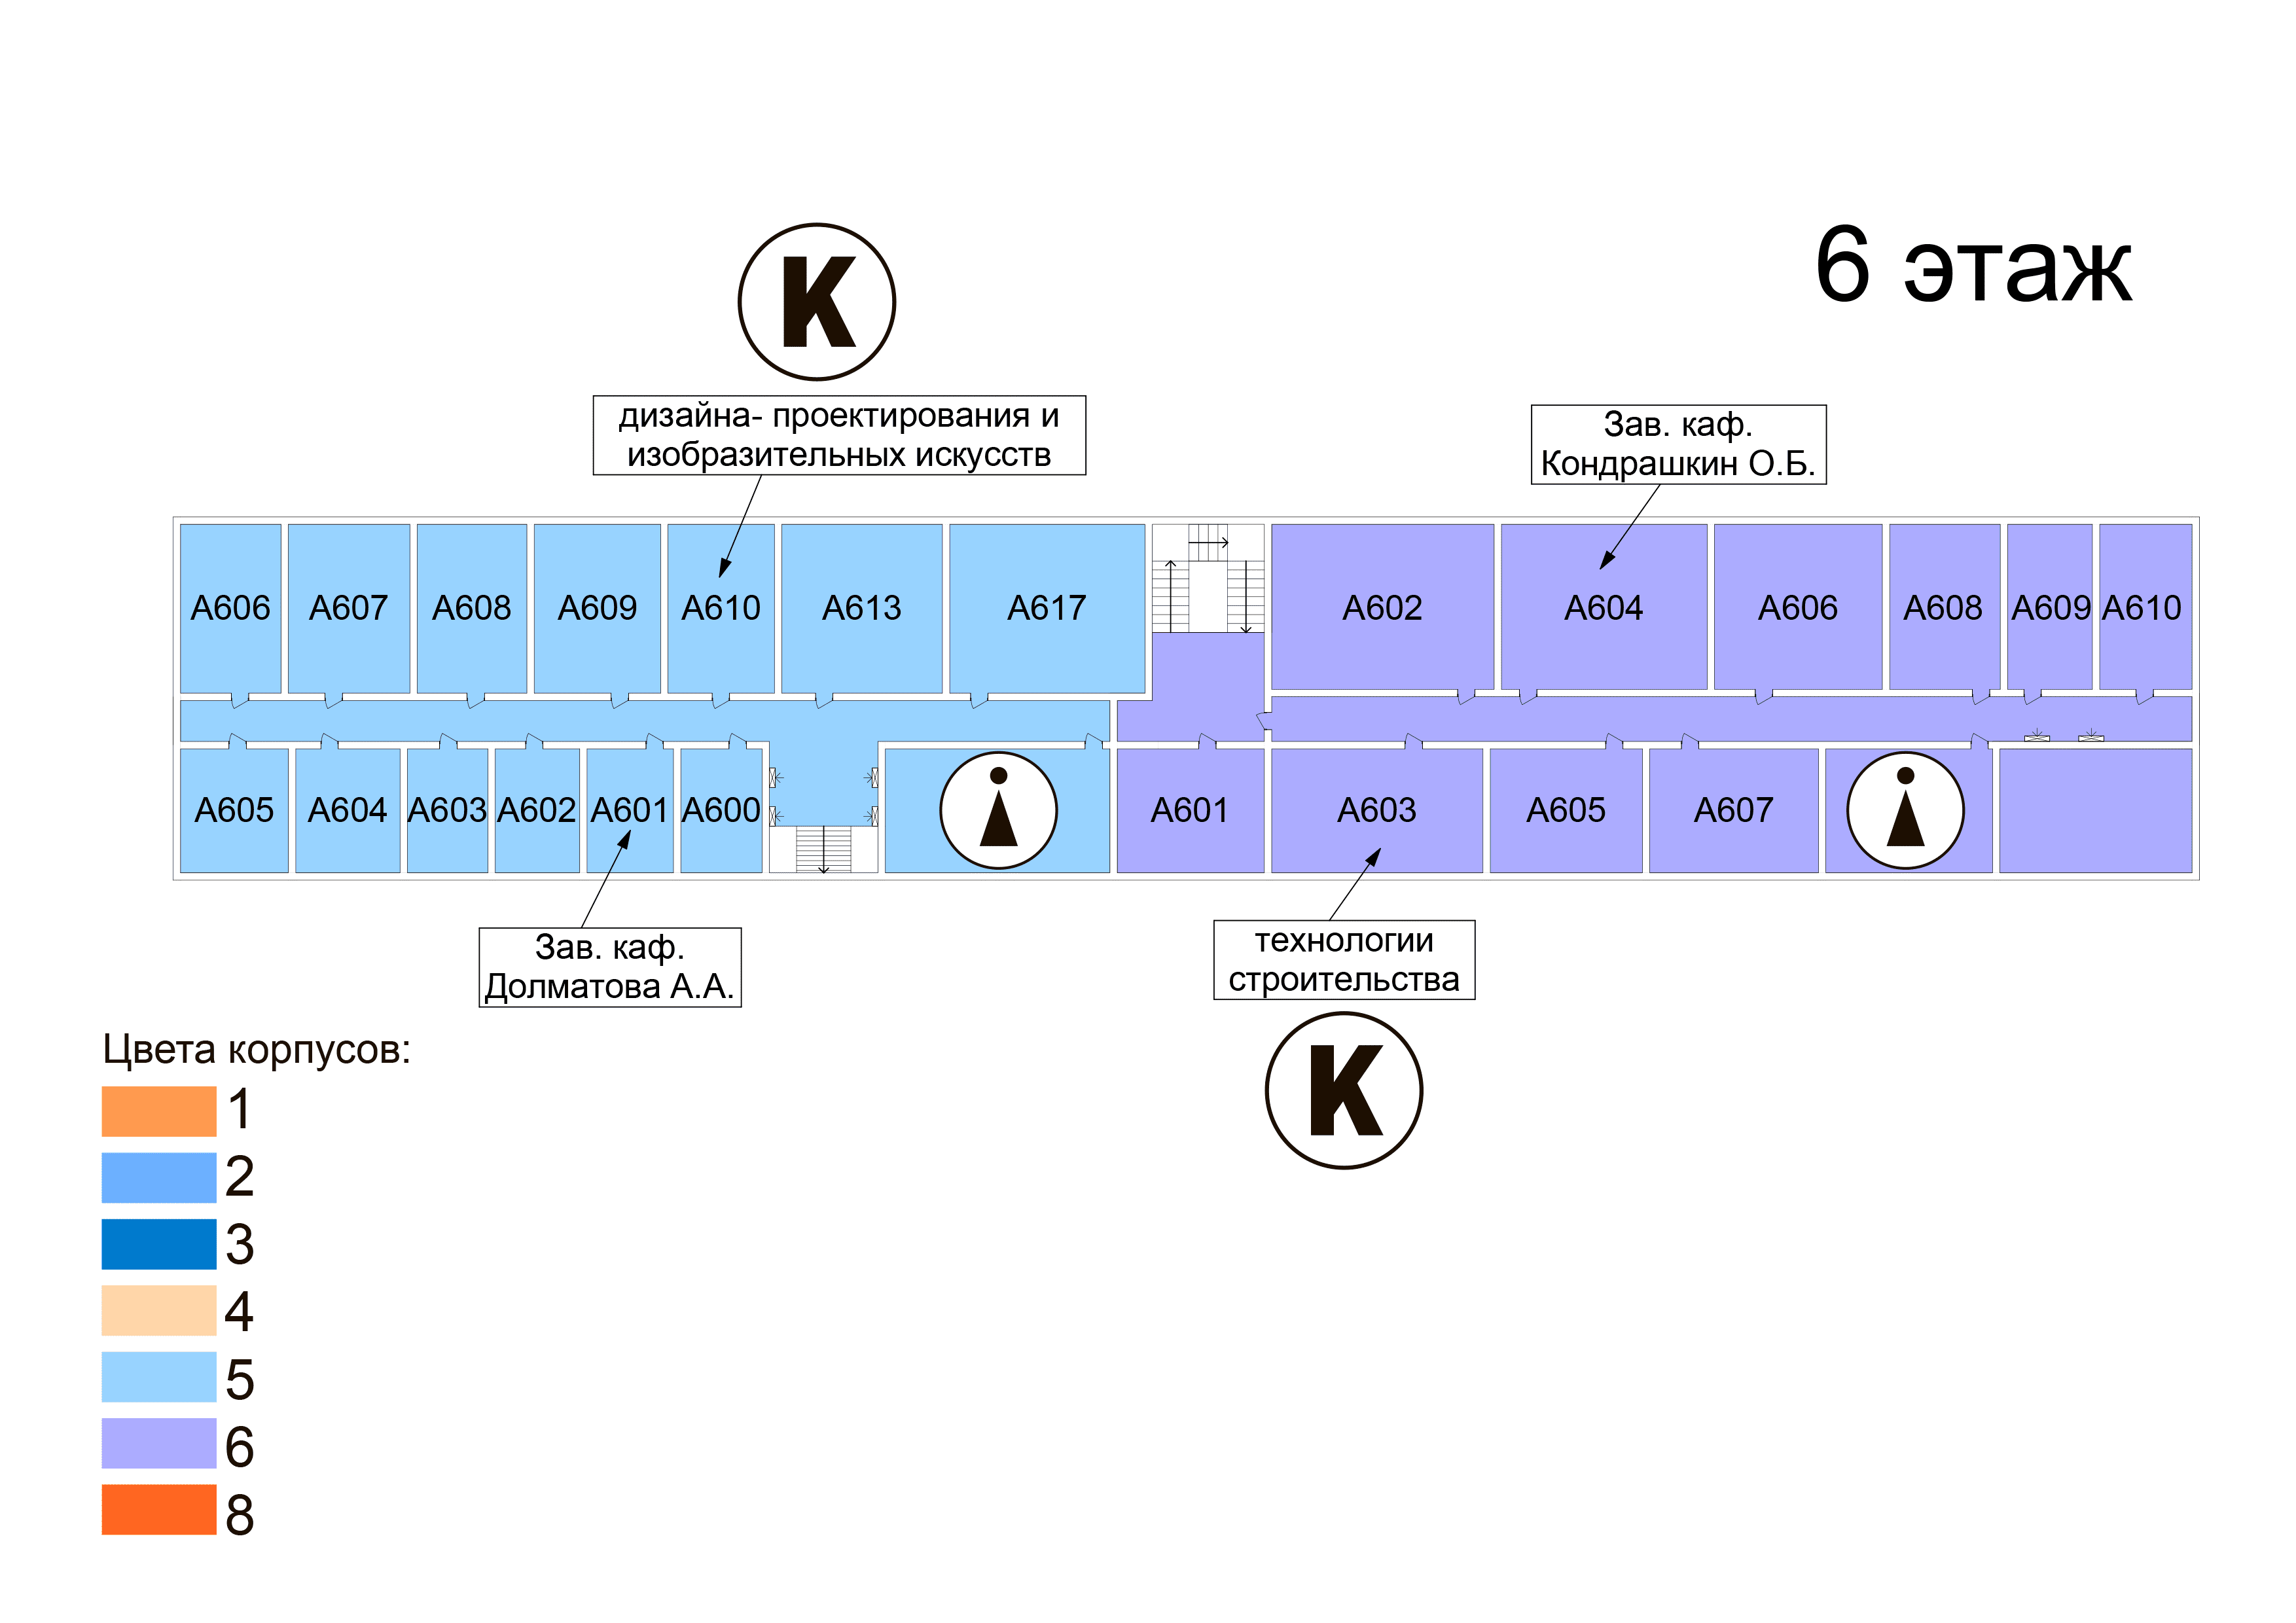 6 этаж
К
дизайна- проектирования и
изобразительных искусств
Зав. каф.
Кондрашкин О.Б.
А606 А607 А608 А609 А610 А613 А617 А602 А604 А606 А608 А609 А610
А605 А604 А603 А602 А601 А600 А601 А603 А605 А607
Зав. каф.
Долматова А.А.
технологии
строительства
К
Цвета корпусов:
1
2
3
4
5
6
8